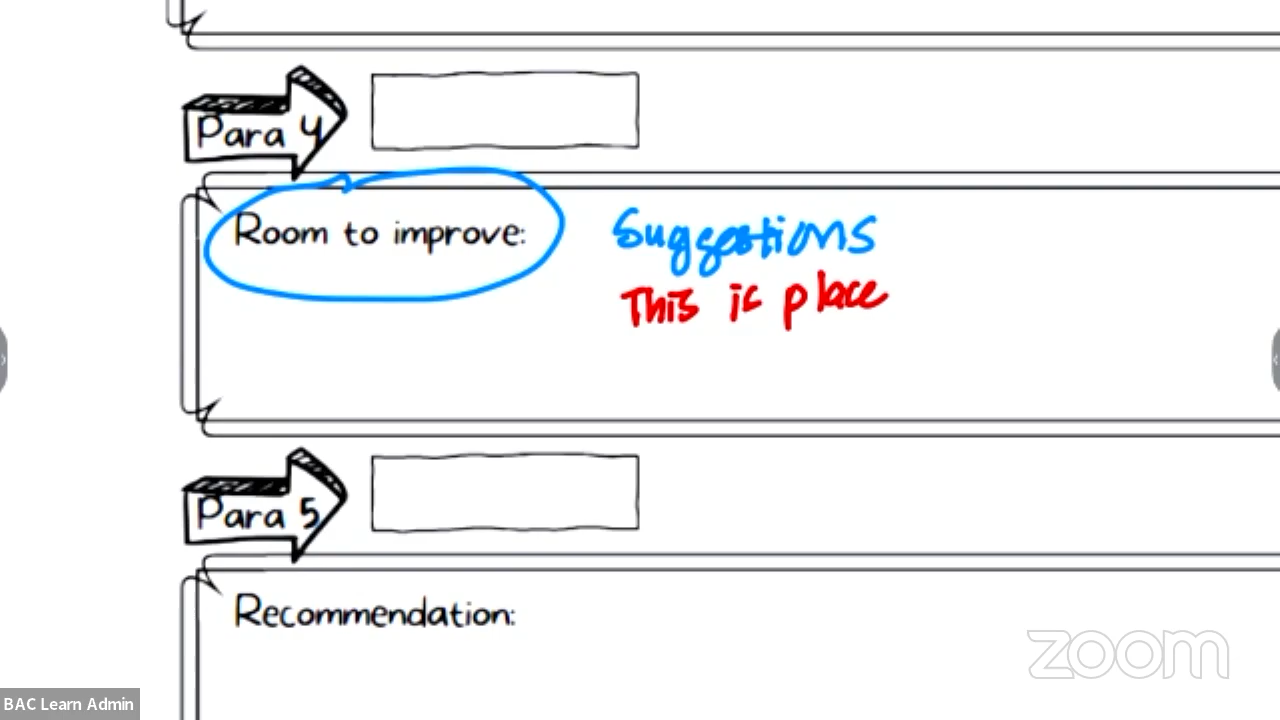 Para 4
Room to improve: Suggestions
This is place
Para 5
Recommendation:
zoom
BAC Learn Admin